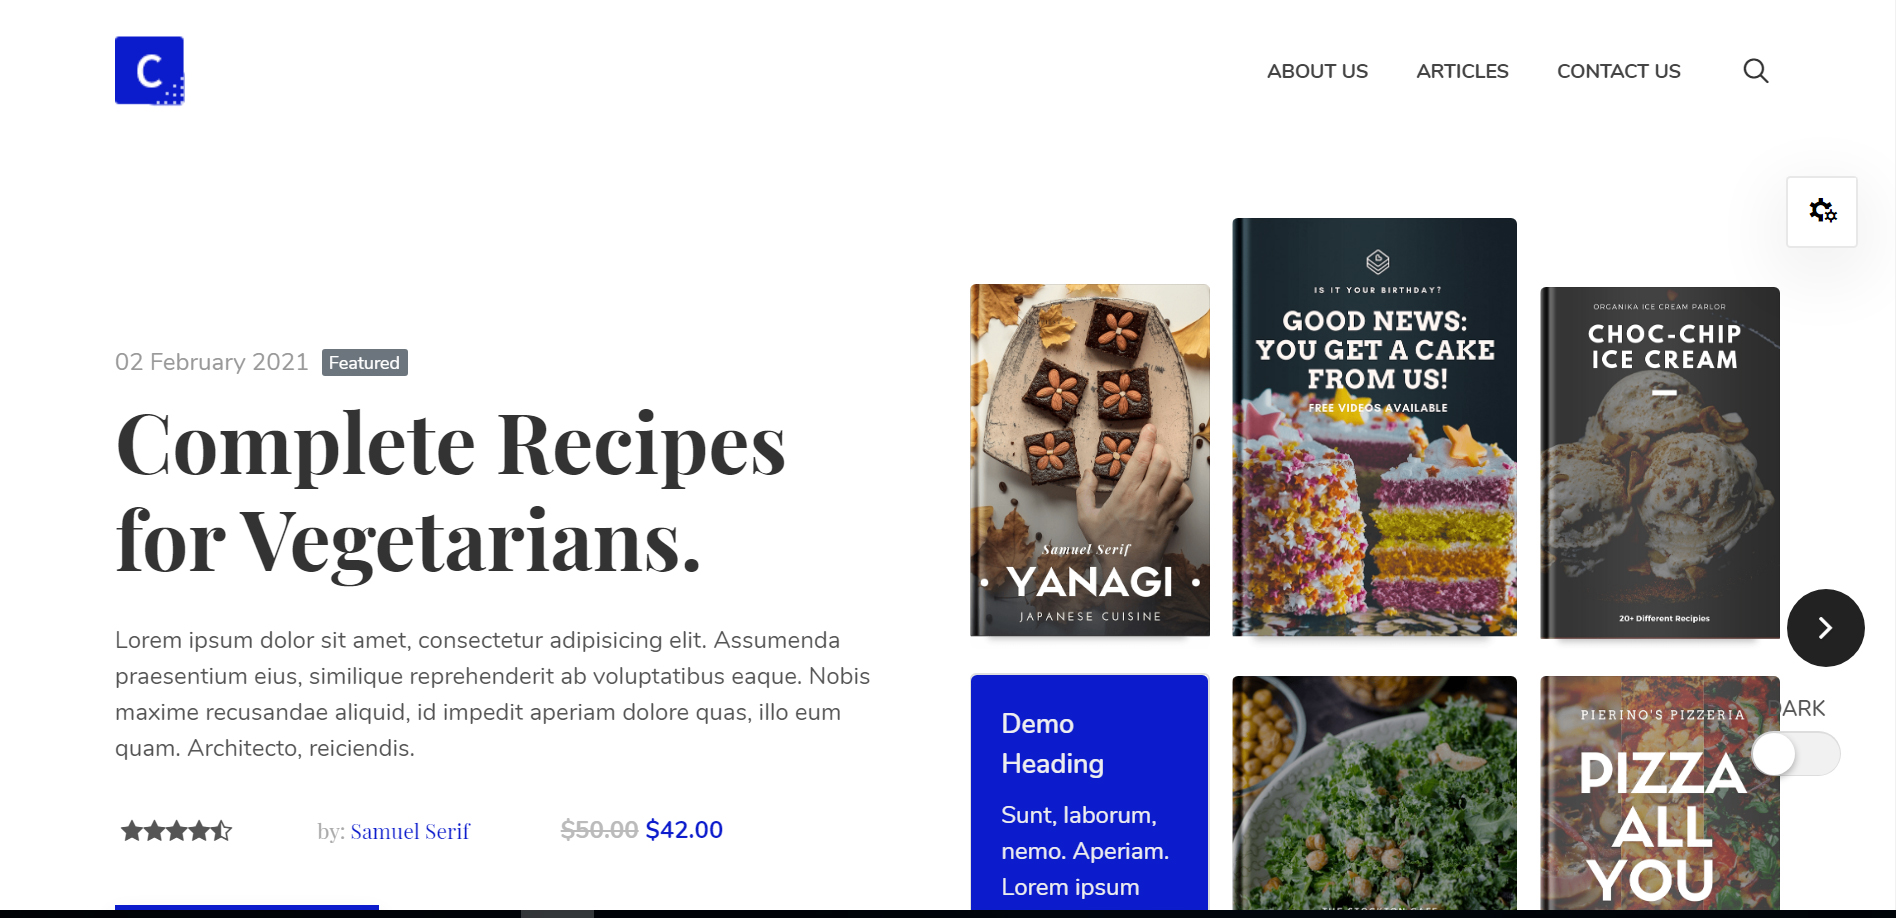 C
ABOUT US
ARTICLES
CONTACT US
02 February 2021
Featured
Complete Recipes
for Vegetarians.
Lorem ipsum dolor sit amet, consectetur adipisicing elit. Assumenda
praesentium eius, similique reprehenderit ab voluptatibus eaque. Nobis
maxime recusandae aliquid, id impedit aperiam dolore quas, illo eum
quam. Architecto, reiciendis.
by: Samuel Serif
$50.00 $42.00
Samuel Serif
• YANAGI •
JAPANESE CUISINE
IS IT YOUR BIRTHDAY?
GOOD NEWS:
YOU GET A CAKE
FROM US!
FREE VIDEOS AVAILABLE
ORGANIKA ICE CREAM PARLOR
CHOC-CHIP
ICE CREAM
20+ Different Recipies
Demo
Heading
Sunt, laborum,
nemo. Aperiam.
Lorem ipsum
PIERINO'S PIZZERIA
PIZZA
ALL
YOU
DARK